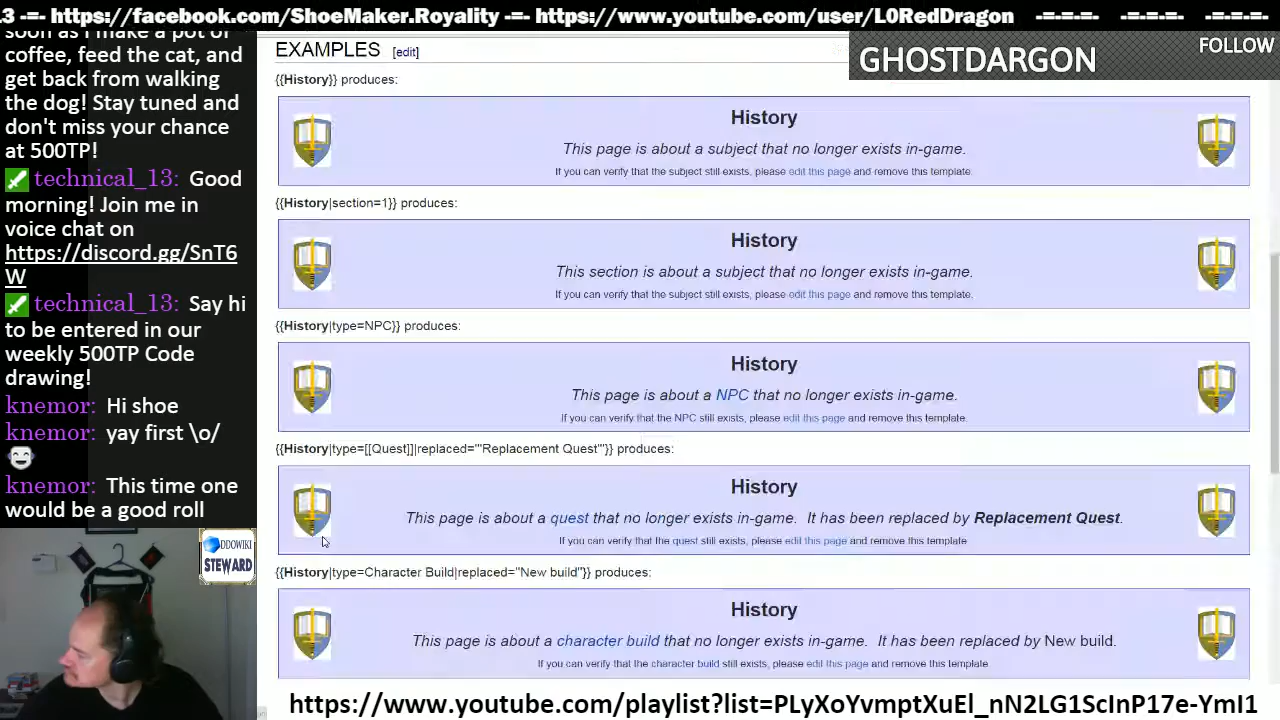 3 -=- https://facebook.com/ShoeMaker.Royality -=- https://www.youtube.com/user/L0RedDragon -=-=-=- -=-=-=- -=-=-=-
soon as I make a pot of
coffee, feed the cat, and
get back from walking
the dog! Stay tuned and
don't miss your chance
at 500TP!
technical_13: Good
morning! Join me in
voice chat on
https://discord.gg/SnT6
W
technical_13: Say hi
to be entered in our
weekly 500TP Code
drawing!
knemor: Hi shoe
knemor: yay first \o/
knemor: This time one
would be a good roll
DDOWIKI
STEWARD
GHOSTDARGON
FOLLOW
EXAMPLES [edit]
{{History}} produces:
History
This page is about a subject that no longer exists in-game.
If you can verify that the subject still exists, please edit this page and remove this template.
{{History|section=1}} produces:
History
This section is about a subject that no longer exists in-game.
If you can verify that the subject still exists, please edit this page and remove this template.
{{History|type=NPC}} produces:
History
This page is about a NPC that no longer exists in-game.
If you can verify that the NPC still exists, please edit this page and remove this template.
{{History|type=[[Quest]]|replaced='''Replacement Quest'''}} produces:
History
This page is about a quest that no longer exists in-game. It has been replaced by Replacement Quest.
If you can verify that the quest still exists, please edit this page and remove this template
{{History|type=Character Build|replaced=''New build''}} produces:
History
This page is about a character build that no longer exists in-game. It has been replaced by New build.
If you can verify that the character build still exists, please edit this page and remove this template.
https://www.youtube.com/playlist?list=PLyXoYvmptXuEl_nN2LG1ScInP17e-YmI1